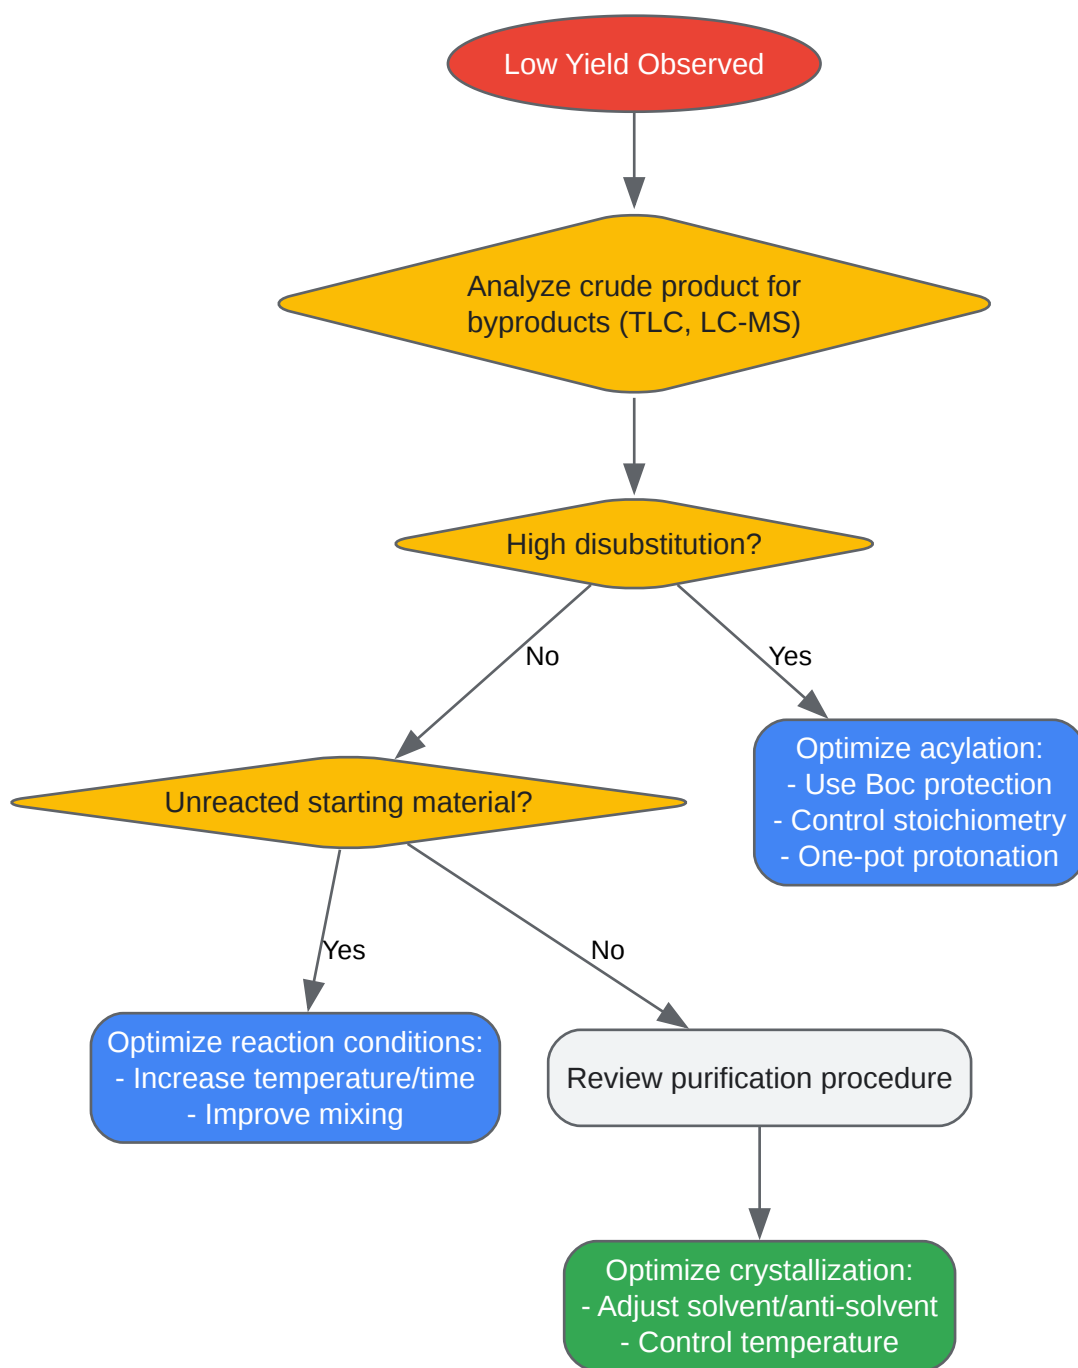 Low Yield Observed
Analyze crude product for
byproducts (TLC, LC-MS)
High disubstitution?
No
Yes
Optimize acylation:
- Use Boc protection
- Control stoichiometry
- One-pot protonation
Unreacted starting material?
Yes
No
Optimize reaction conditions:
- Increase temperature/time
- Improve mixing
Review purification procedure
Optimize crystallization:
- Adjust solvent/anti-solvent
- Control temperature